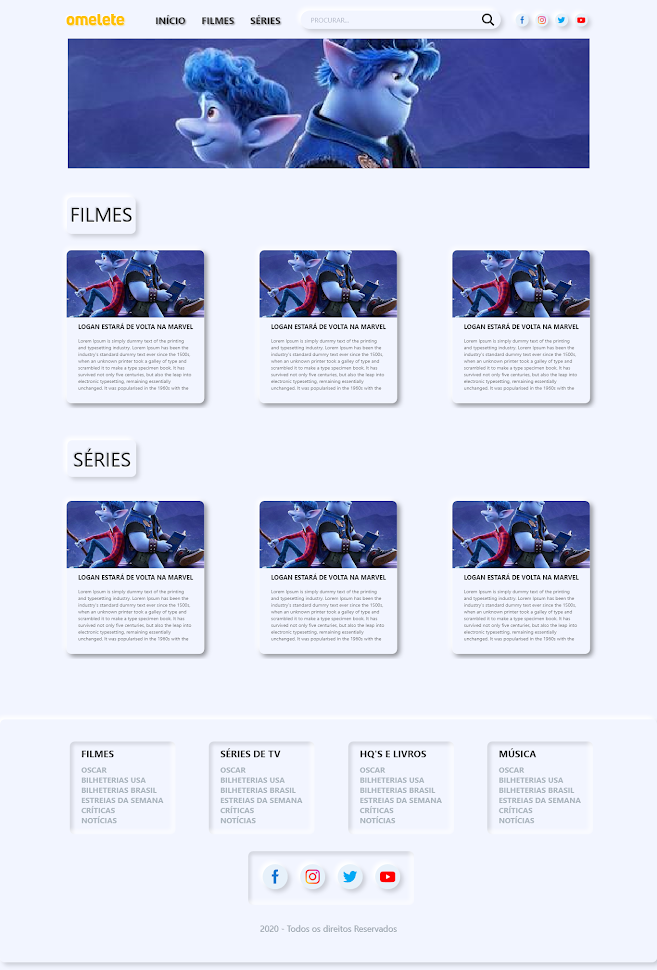 omelete INÍCIO FILMES SÉRIES PROCURAR...
FILMES
LOGAN ESTARÁ DE VOLTA NA MARVEL
Lorem Ipsum is simply dummy text of the printing
and typesetting industry. Lorem Ipsum has been the
industry's standard dummy text ever since the 1500s,
when an unknown printer took a galley of type and
scrambled it to make a type specimen book. It has
survived not only five centuries, but also the leap into
electronic typesetting, remaining essentially
unchanged. It was popularised in the 1960s with the
LOGAN ESTARÁ DE VOLTA NA MARVEL
Lorem Ipsum is simply dummy text of the printing
and typesetting industry. Lorem Ipsum has been the
industry's standard dummy text ever since the 1500s,
when an unknown printer took a galley of type and
scrambled it to make a type specimen book. It has
survived not only five centuries, but also the leap into
electronic typesetting, remaining essentially
unchanged. It was popularised in the 1960s with the
LOGAN ESTARÁ DE VOLTA NA MARVEL
Lorem Ipsum is simply dummy text of the printing
and typesetting industry. Lorem Ipsum has been the
industry's standard dummy text ever since the 1500s,
when an unknown printer took a galley of type and
scrambled it to make a type specimen book. It has
survived not only five centuries, but also the leap into
electronic typesetting, remaining essentially
unchanged. It was popularised in the 1960s with the
SÉRIES
LOGAN ESTARÁ DE VOLTA NA MARVEL
Lorem Ipsum is simply dummy text of the printing
and typesetting industry. Lorem Ipsum has been the
industry's standard dummy text ever since the 1500s,
when an unknown printer took a galley of type and
scrambled it to make a type specimen book. It has
survived not only five centuries, but also the leap into
electronic typesetting, remaining essentially
unchanged. It was popularised in the 1960s with the
LOGAN ESTARÁ DE VOLTA NA MARVEL
Lorem Ipsum is simply dummy text of the printing
and typesetting industry. Lorem Ipsum has been the
industry's standard dummy text ever since the 1500s,
when an unknown printer took a galley of type and
scrambled it to make a type specimen book. It has
survived not only five centuries, but also the leap into
electronic typesetting, remaining essentially
unchanged. It was popularised in the 1960s with the
LOGAN ESTARÁ DE VOLTA NA MARVEL
Lorem Ipsum is simply dummy text of the printing
and typesetting industry. Lorem Ipsum has been the
industry's standard dummy text ever since the 1500s,
when an unknown printer took a galley of type and
scrambled it to make a type specimen book. It has
survived not only five centuries, but also the leap into
electronic typesetting, remaining essentially
unchanged. It was popularised in the 1960s with the
FILMES
OSCAR
BILHETERIAS USA
BILHETERIAS BRASIL
ESTREIAS DA SEMANA
CRÍTICAS
NOTÍCIAS
SÉRIES DE TV
OSCAR
BILHETERIAS USA
BILHETERIAS BRASIL
ESTREIAS DA SEMANA
CRÍTICAS
NOTÍCIAS
HQ'S E LIVROS
OSCAR
BILHETERIAS USA
BILHETERIAS BRASIL
ESTREIAS DA SEMANA
CRÍTICAS
NOTÍCIAS
MÚSICA
OSCAR
BILHETERIAS USA
BILHETERIAS BRASIL
ESTREIAS DA SEMANA
CRÍTICAS
NOTÍCIAS
2020 - Todos os direitos Reservados